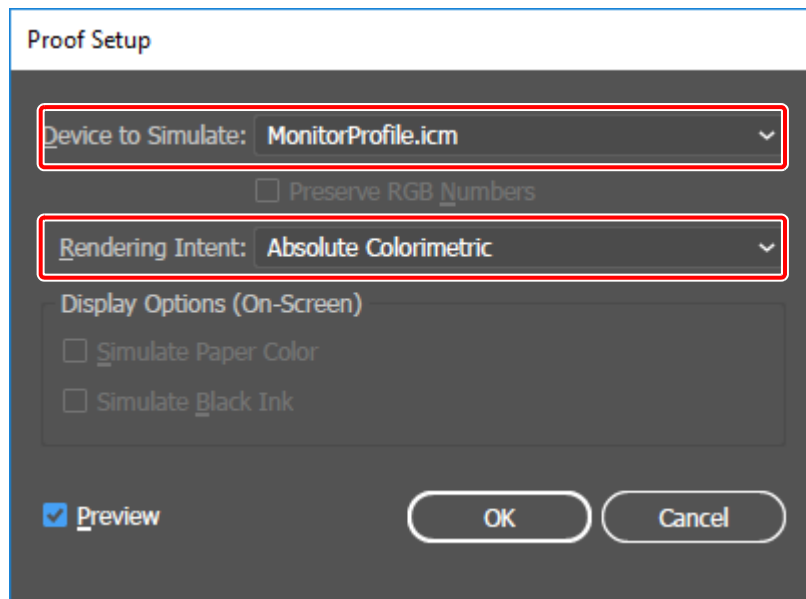 Proof Setup
Device to Simulate: MonitorProfile.icm
Preserve RGB Numbers
Rendering Intent: Absolute Colorimetric
Display Options (On-Screen)
Simulate Paper Color
Simulate Black Ink
Preview OK Cancel